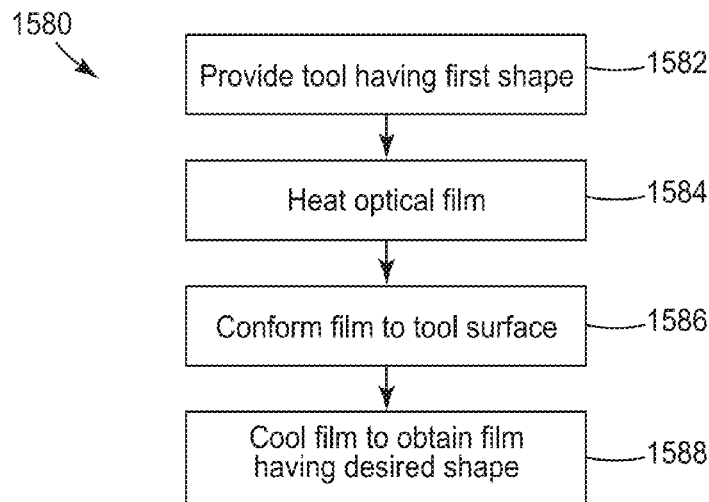 1580
Provide tool having first shape
1582
Heat optical film
1584
Conform film to tool surface
1586
Cool film to obtain film
having desired shape
1588